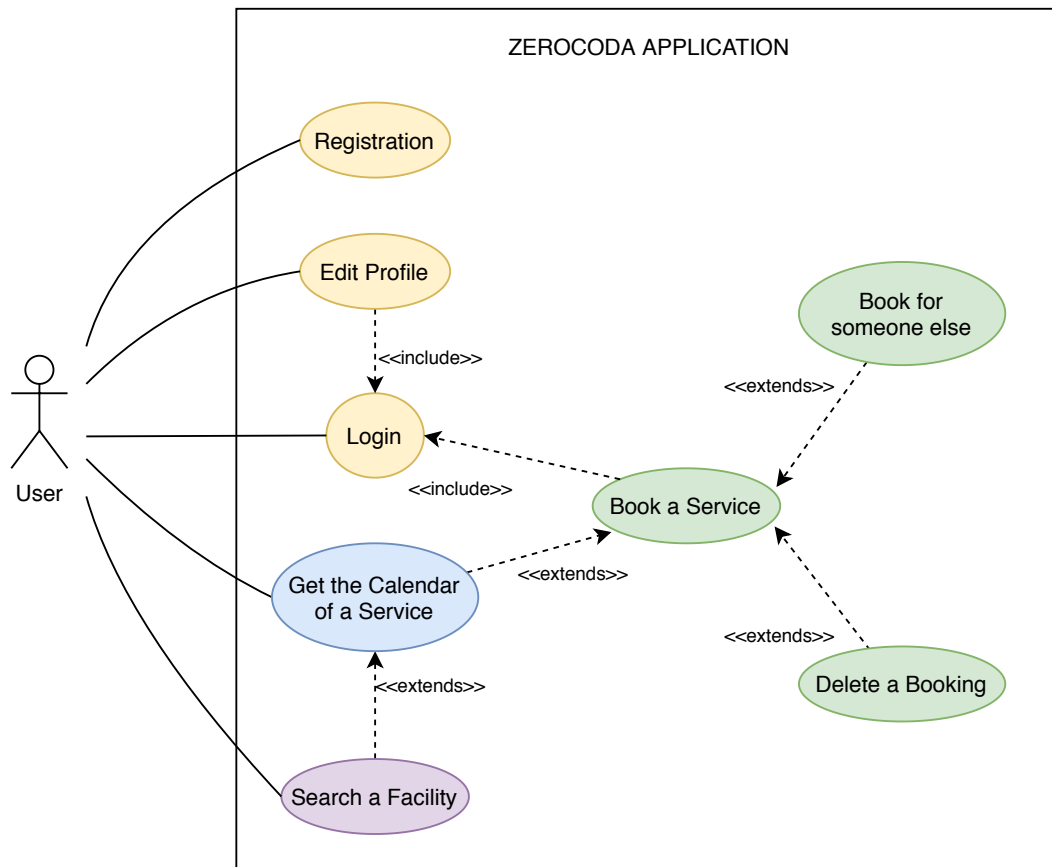 ZEROCODA APPLICATION
Registration
Edit Profile
<<include>>
Book for
someone else
<<extends>>
Login
User
<<include>>
Book a Service
Get the Calendar
of a Service
<<extends>>
<<extends>>
Delete a Booking
<<extends>>
Search a Facility